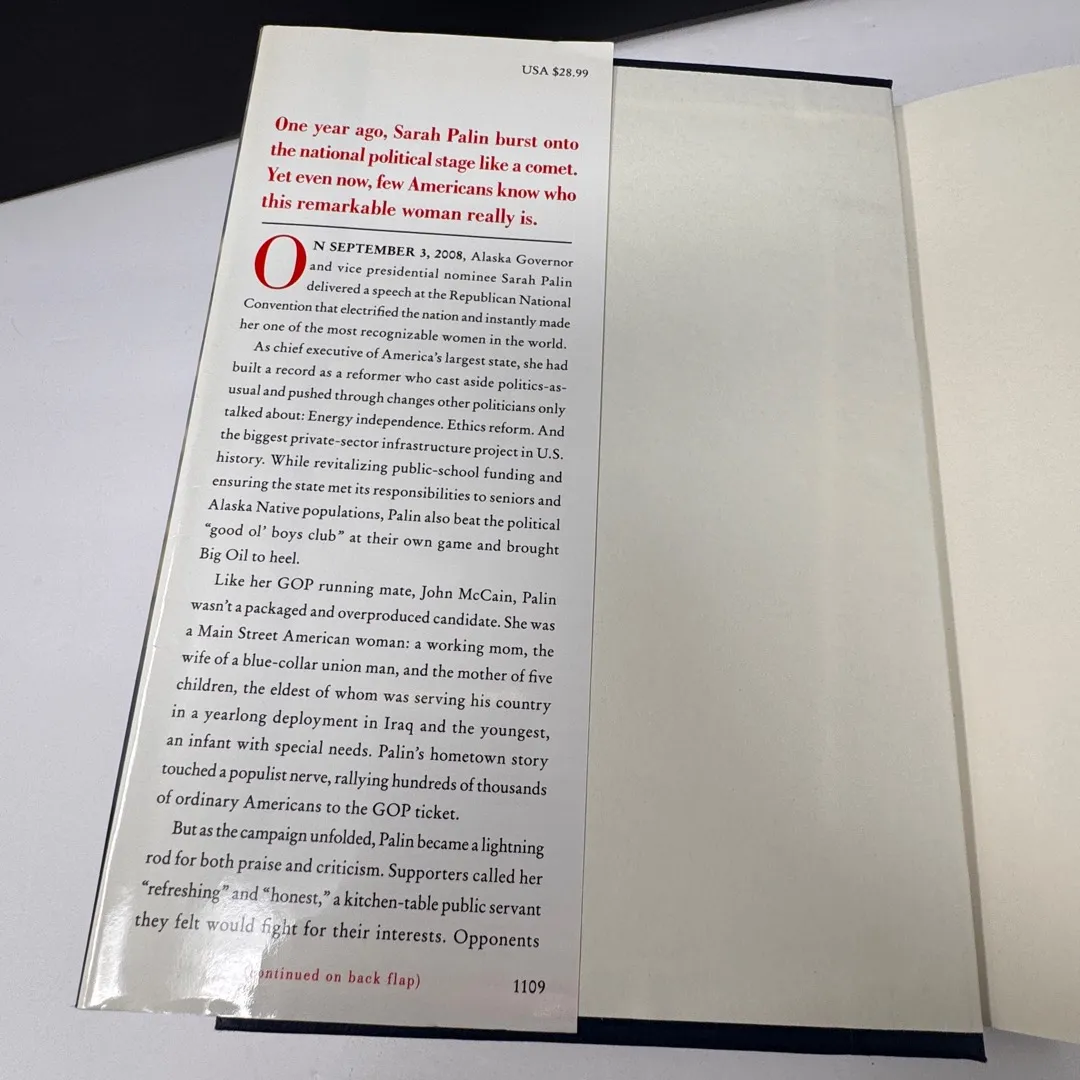 USA $28.99
One year ago, Sarah Palin burst onto
the national political stage like a comet.
Yet even now, few Americans know who
this remarkable woman really is.
ON SEPTEMBER 3, 2008, Alaska Governor
and vice presidential nominee Sarah Palin
delivered a speech at the Republican National
Convention that electrified the nation and instantly made
her one of the most recognizable women in the world.
As chief executive of America's largest state, she had
built a record as a reformer who cast aside politics-as-
usual and pushed through changes other politicians only
talked about: Energy independence. Ethics reform. And
the biggest private-sector infrastructure project in U.S.
history. While revitalizing public-school funding and
ensuring the state met its responsibilities to seniors and
Alaska Native populations, Palin also beat the political
“good ol’ boys club” at their own game and brought
Big Oil to heel.
Like her GOP running mate, John McCain, Palin
wasn't a packaged and overproduced candidate. She was
a Main Street American woman: a working mom, the
wife of a blue-collar union man, and the mother of five
children, the eldest of whom was serving his country
in a yearlong deployment in Iraq and the youngest,
an infant with special needs. Palin's hometown story
touched a populist nerve, rallying hundreds of thousands
of ordinary Americans to the GOP ticket.
But as the campaign unfolded, Palin became a lightning
rod for both praise and criticism. Supporters called her
“refreshing” and “honest,” a kitchen-table public servant
they felt would fight for their interests. Opponents
(continued on back flap)
1109